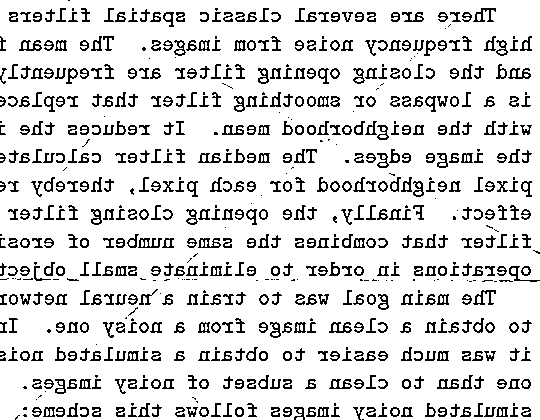 There are several classic spatial filters
high frequency noise from images. The mean f
and the closing opening filter are frequently
is a lowpass or smoothing filter that replace
with the neighborhood mean. It reduces the i
the image edges. The median filter calculate
pixel neighborhood for each pixel, thereby re
effect. Finally, the opening closing filter
filter that combines the same number of erosi
operations in order to eliminate small object
The main goal was to train a neural networ
to obtain a clean image from a noisy one. In
it was much easier to obtain a simulated nois
one than to clean a subset of noisy images.
simulated noisy images follows this scheme: